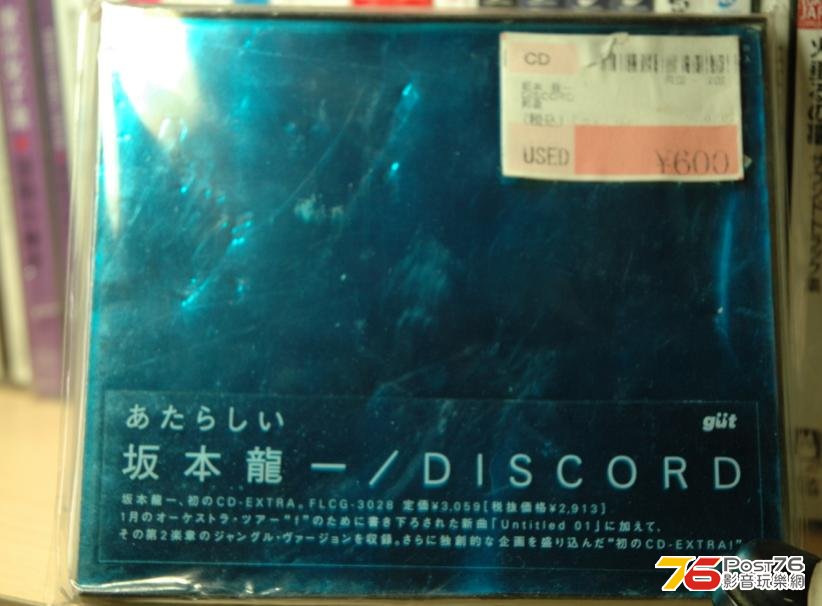 CD
DISCORD
(税込)
USED ¥600
あたらしい
güt
坂本龍一／DISCORD
坂本龍一、初のCD-EXTRA。FLCG-3028 定価¥3,059[税抜価格¥2,913]
1月のオーケストラ・ツアー"f"のために書き下ろされた新曲「Untitled 01」に加えて、
その第2楽章のジャングル・ヴァージョンを収録。さらに独創的な企画を盛り込んだ"初のCD-EXTRA!"
76 Post76
影音玩樂網